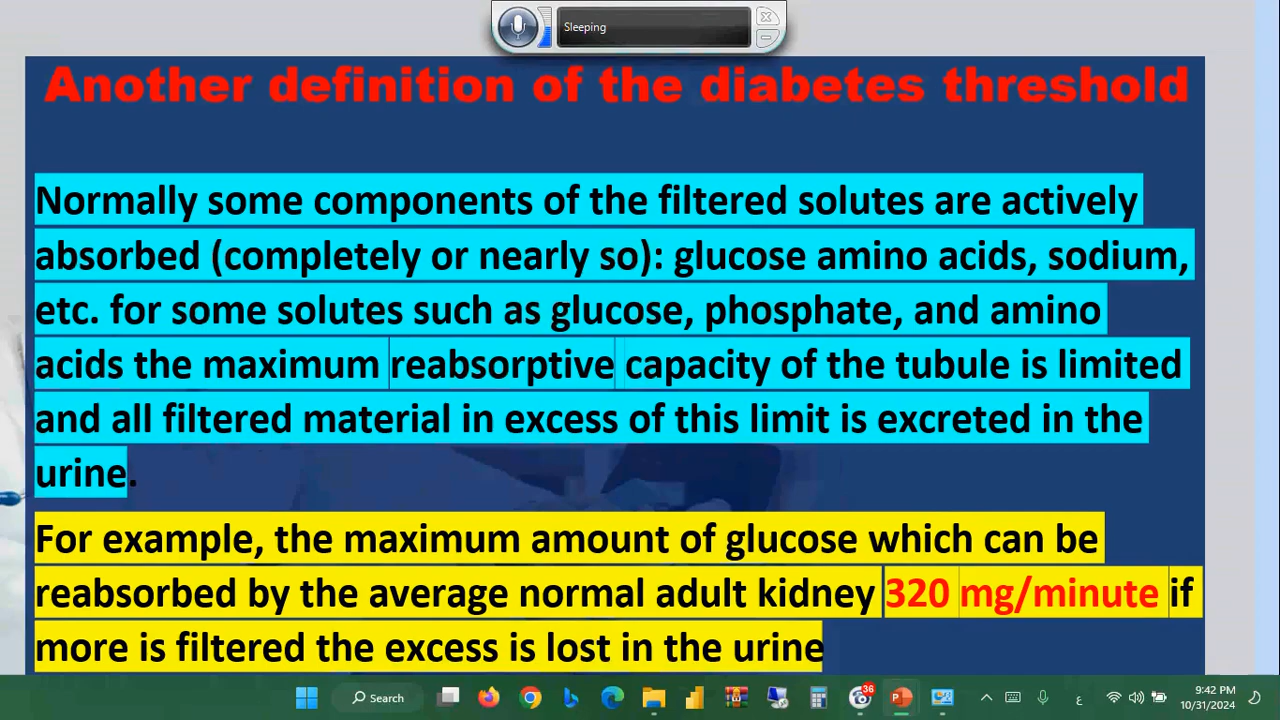 Sleeping
Another definition of the diabetes threshold
Normally some components of the filtered solutes are actively
absorbed (completely or nearly so): glucose amino acids, sodium,
etc. for some solutes such as glucose, phosphate, and amino
acids the maximum reabsorptive capacity of the tubule is limited
and all filtered material in excess of this limit is excreted in the
urine.
For example, the maximum amount of glucose which can be
reabsorbed by the average normal adult kidney 320 mg/minute if
more is filtered the excess is lost in the urine
Search
36
ع
9:42 PM
10/31/2024